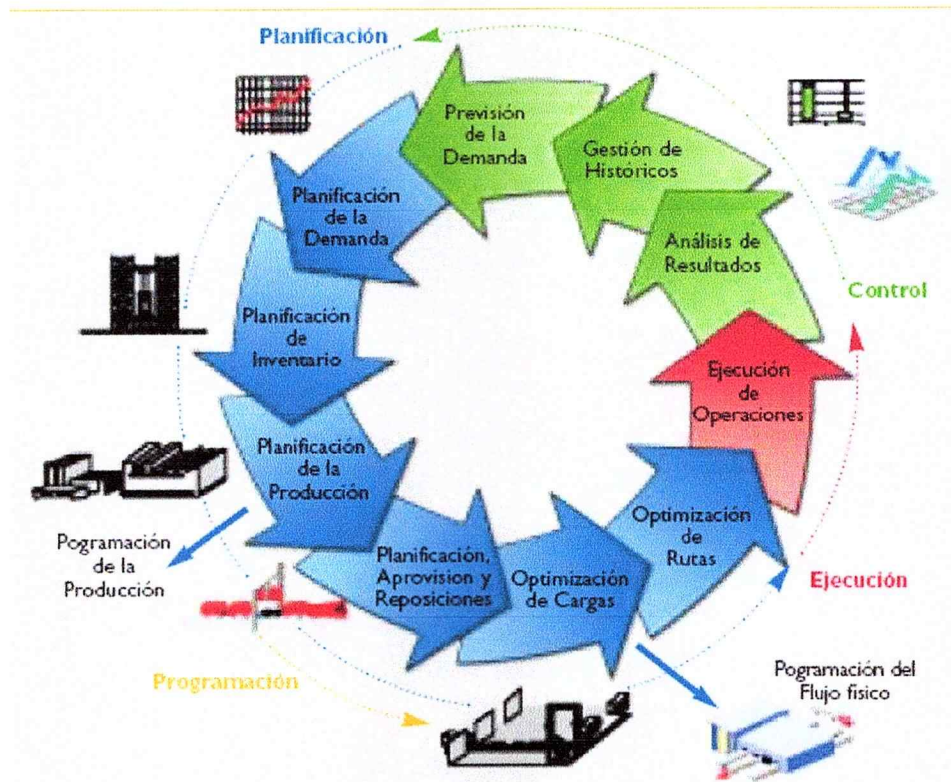 Planificación
Previsión
de la
Demanda
Gestión de
Históricos
Planificación
de la
Demanda
Análisis de
Resultados
Control
Planificación
de
Inventario
Ejecución
de
Operaciones
Planificación
de la
Producción
Optimización
de
Rutas
Pogramación
de la
Producción
Planificación,
Aprovision y
Reposiciones
Optimización
de Cargas
Ejecución
Programación
Pogramación del
Flujo físico